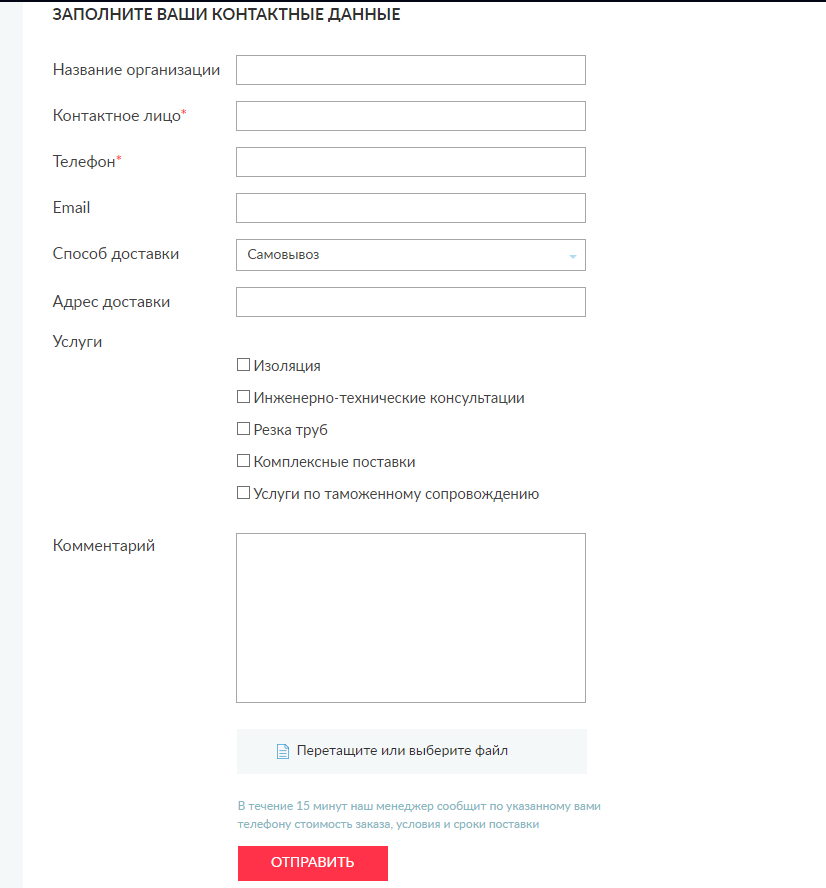 ЗАПОЛНИТЕ ВАШИ КОНТАКТНЫЕ ДАННЫЕ
Название организации
Контактное лицо*
Телефон*
Email
Способ доставки
Самовывоз
Адрес доставки
Услуги
Изоляция
Инженерно-технические консультации
Резка труб
Комплексные поставки
Услуги по таможенному сопровождению
Комментарий
Перетащите или выберите файл
В течение 15 минут наш менеджер сообщит по указанному вами
телефону стоимость заказа, условия и сроки поставки
ОТПРАВИТЬ